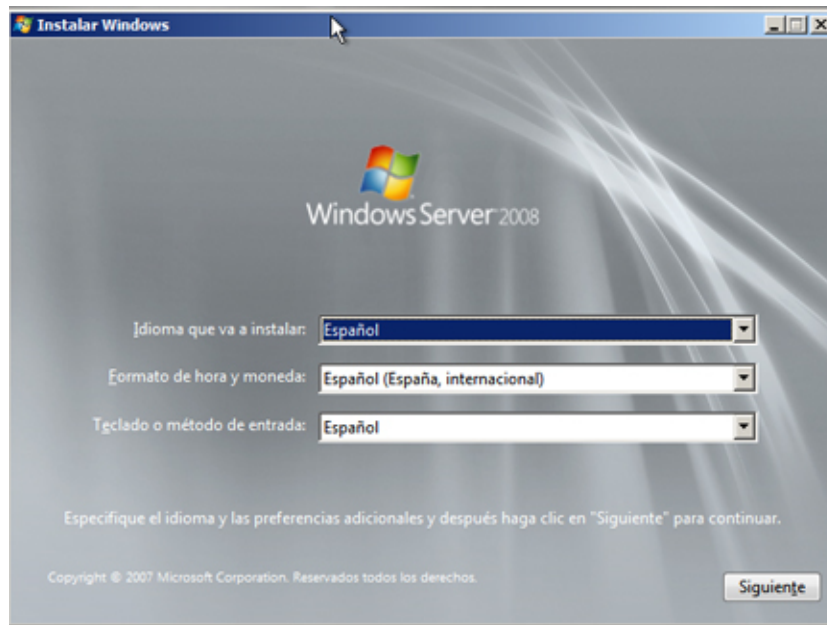 Instalar Windows
Windows Server 2008
Idioma que va a instalar: Español
Formato de hora y moneda: Español (España, internacional)
Teclado o método de entrada: Español
Especifique el idioma y las preferencias adicionales y después haga clic en "Siguiente" para continuar.
Copyright © 2007 Microsoft Corporation. Reservados todos los derechos.
Siguiente